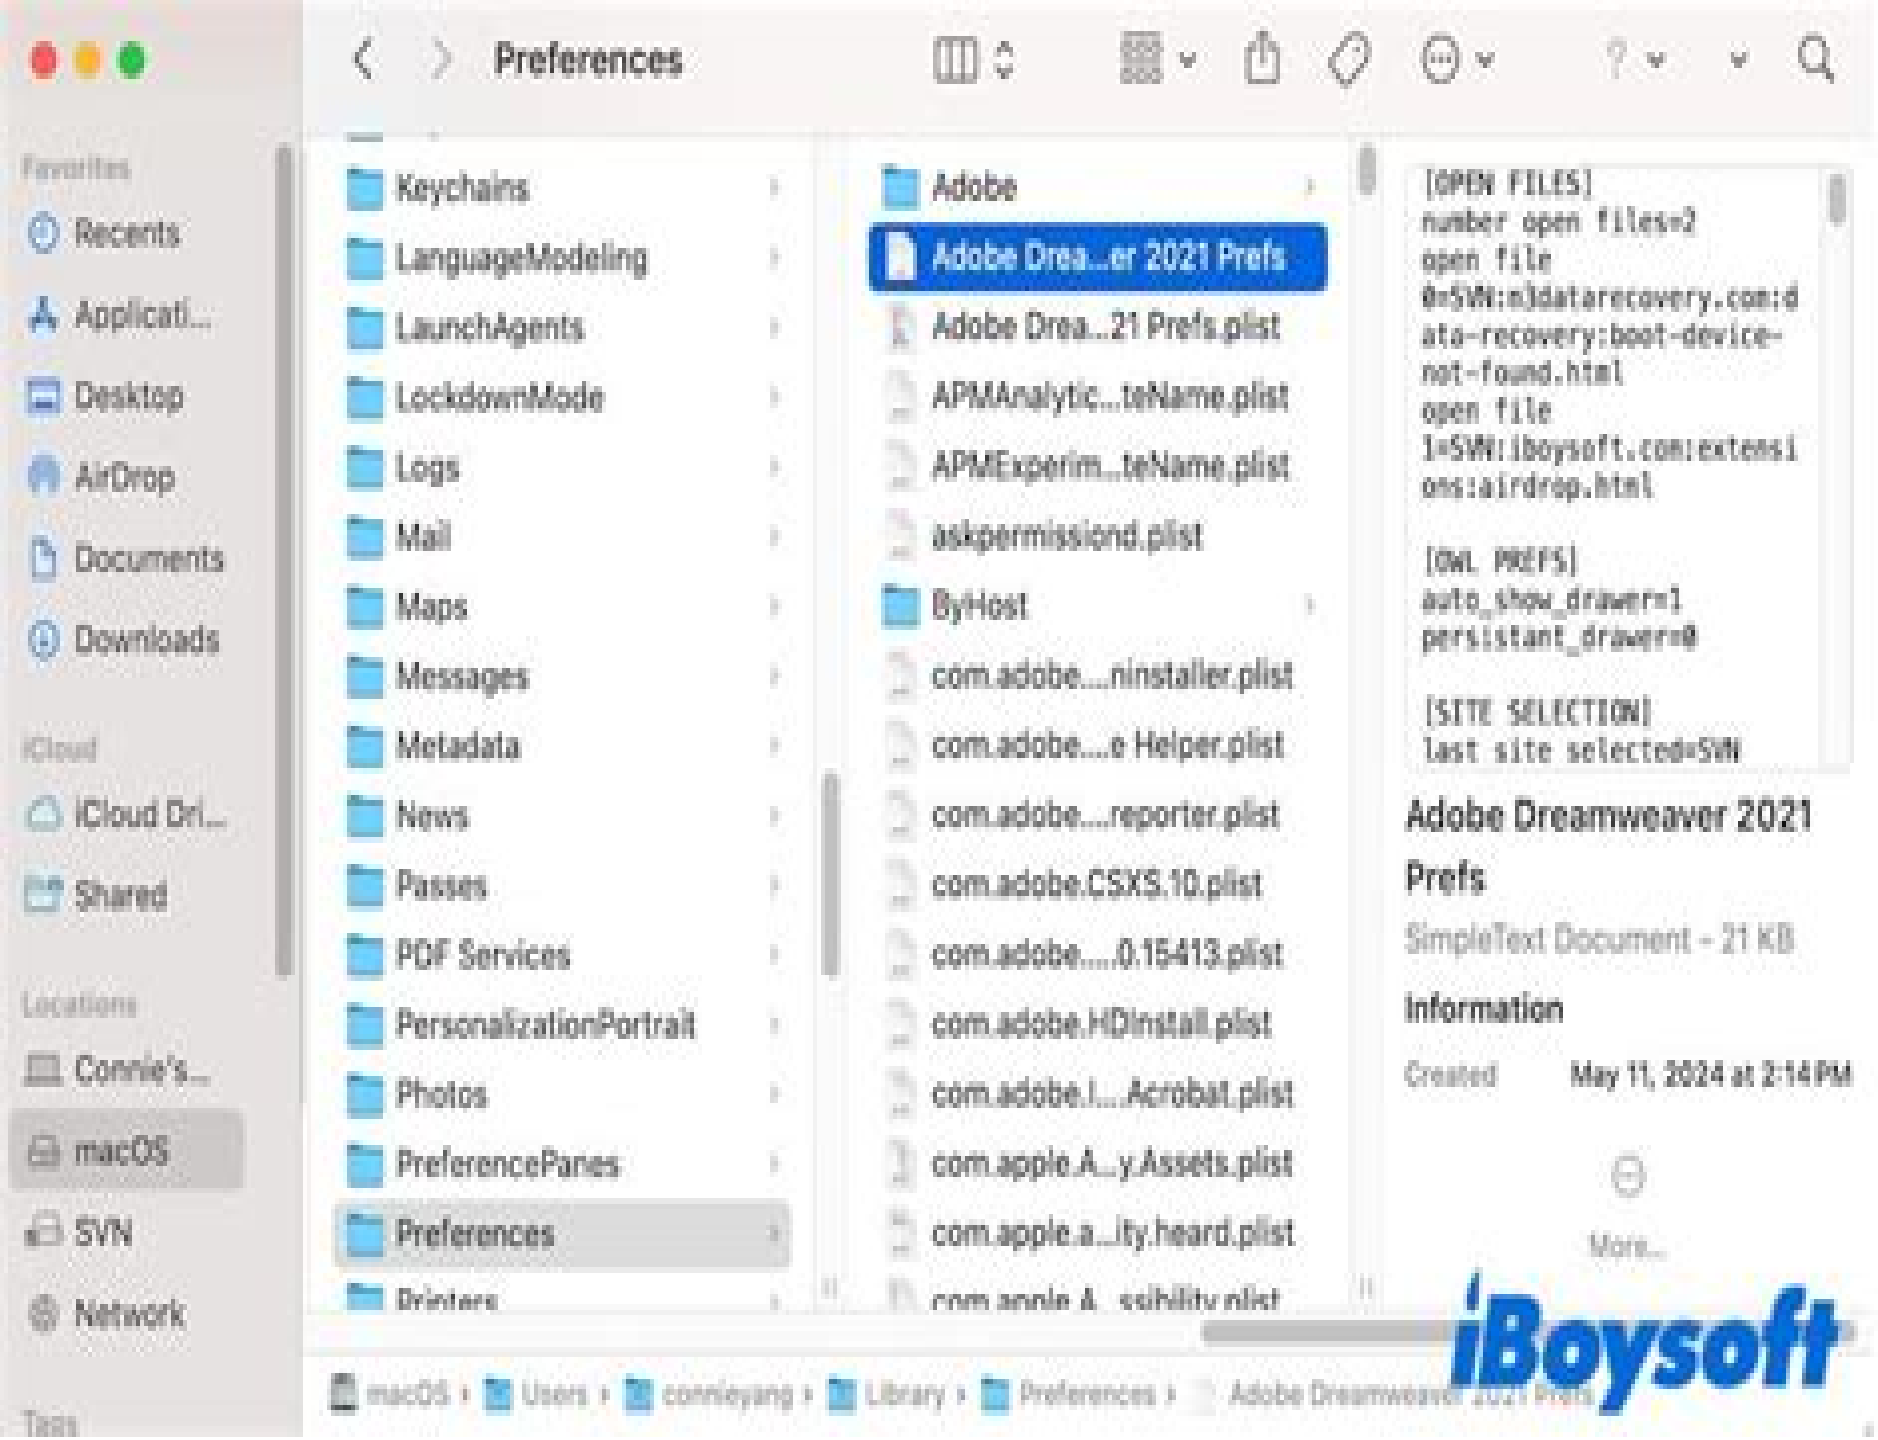 Preferences
Favorites
Recents
Applicati...
Desktop
AirDrop
Documents
Downloads
iCloud
iCloud Dri...
Shared
Locations
Connie's...
macOS
SVN
Network
Tags
Keychains
LanguageModeling
LaunchAgents
LockdownMode
Logs
Mail
Maps
Messages
Metadata
News
Passes
PDF Services
PersonalizationPortrait
Photos
PreferencePanes
Preferences
Printers
Adobe
Adobe Drea...er 2021 Prefs
Adobe Drea...21 Prefs.plist
APMAnalytic...teName.plist
APMExperim...teName.plist
askpermissiond.plist
ByHost
com.adobe....ninstaller.plist
com.adobe....e Helper.plist
com.adobe....reporter.plist
com.adobe.CSXS.10.plist
com.adobe.....0.15413.plist
com.adobe.HDInstall.plist
com.adobe.l....Acrobat.plist
com.apple.A...y.Assets.plist
com.apple.a...ity.heard.plist
com.apple.A...ssibility.plist
[OPEN FILES]
number open files=2
open file
0=SVN:m3datarecovery.com:d
ata-recovery:boot-device-
not-found.html
open file
1=SVN:iboysoft.com:extensi
ons:airdrop.html
[OWL PREFS]
auto_show_drawer=1
persistant_drawer=0
[SITE SELECTION]
last site selected=SVN
Adobe Dreamweaver 2021
Prefs
SimpleText Document - 21 KB
Information
Created May 11, 2024 at 2:14 PM
More...
iBoysoft
macOS › Users › connieyang › Library › Preferences › Adobe Dreamweaver 2021 Prefs